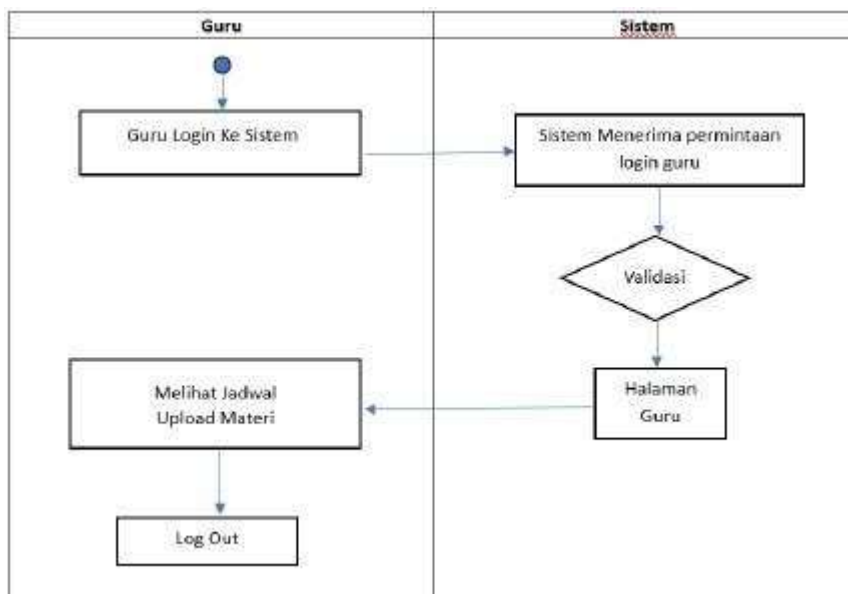 Guru
Sistem
Guru Login Ke Sistem
Sistem Menerima permintaan
login guru
Validasi
Halaman
Guru
Melihat Jadwal
Upload Materi
Log Out